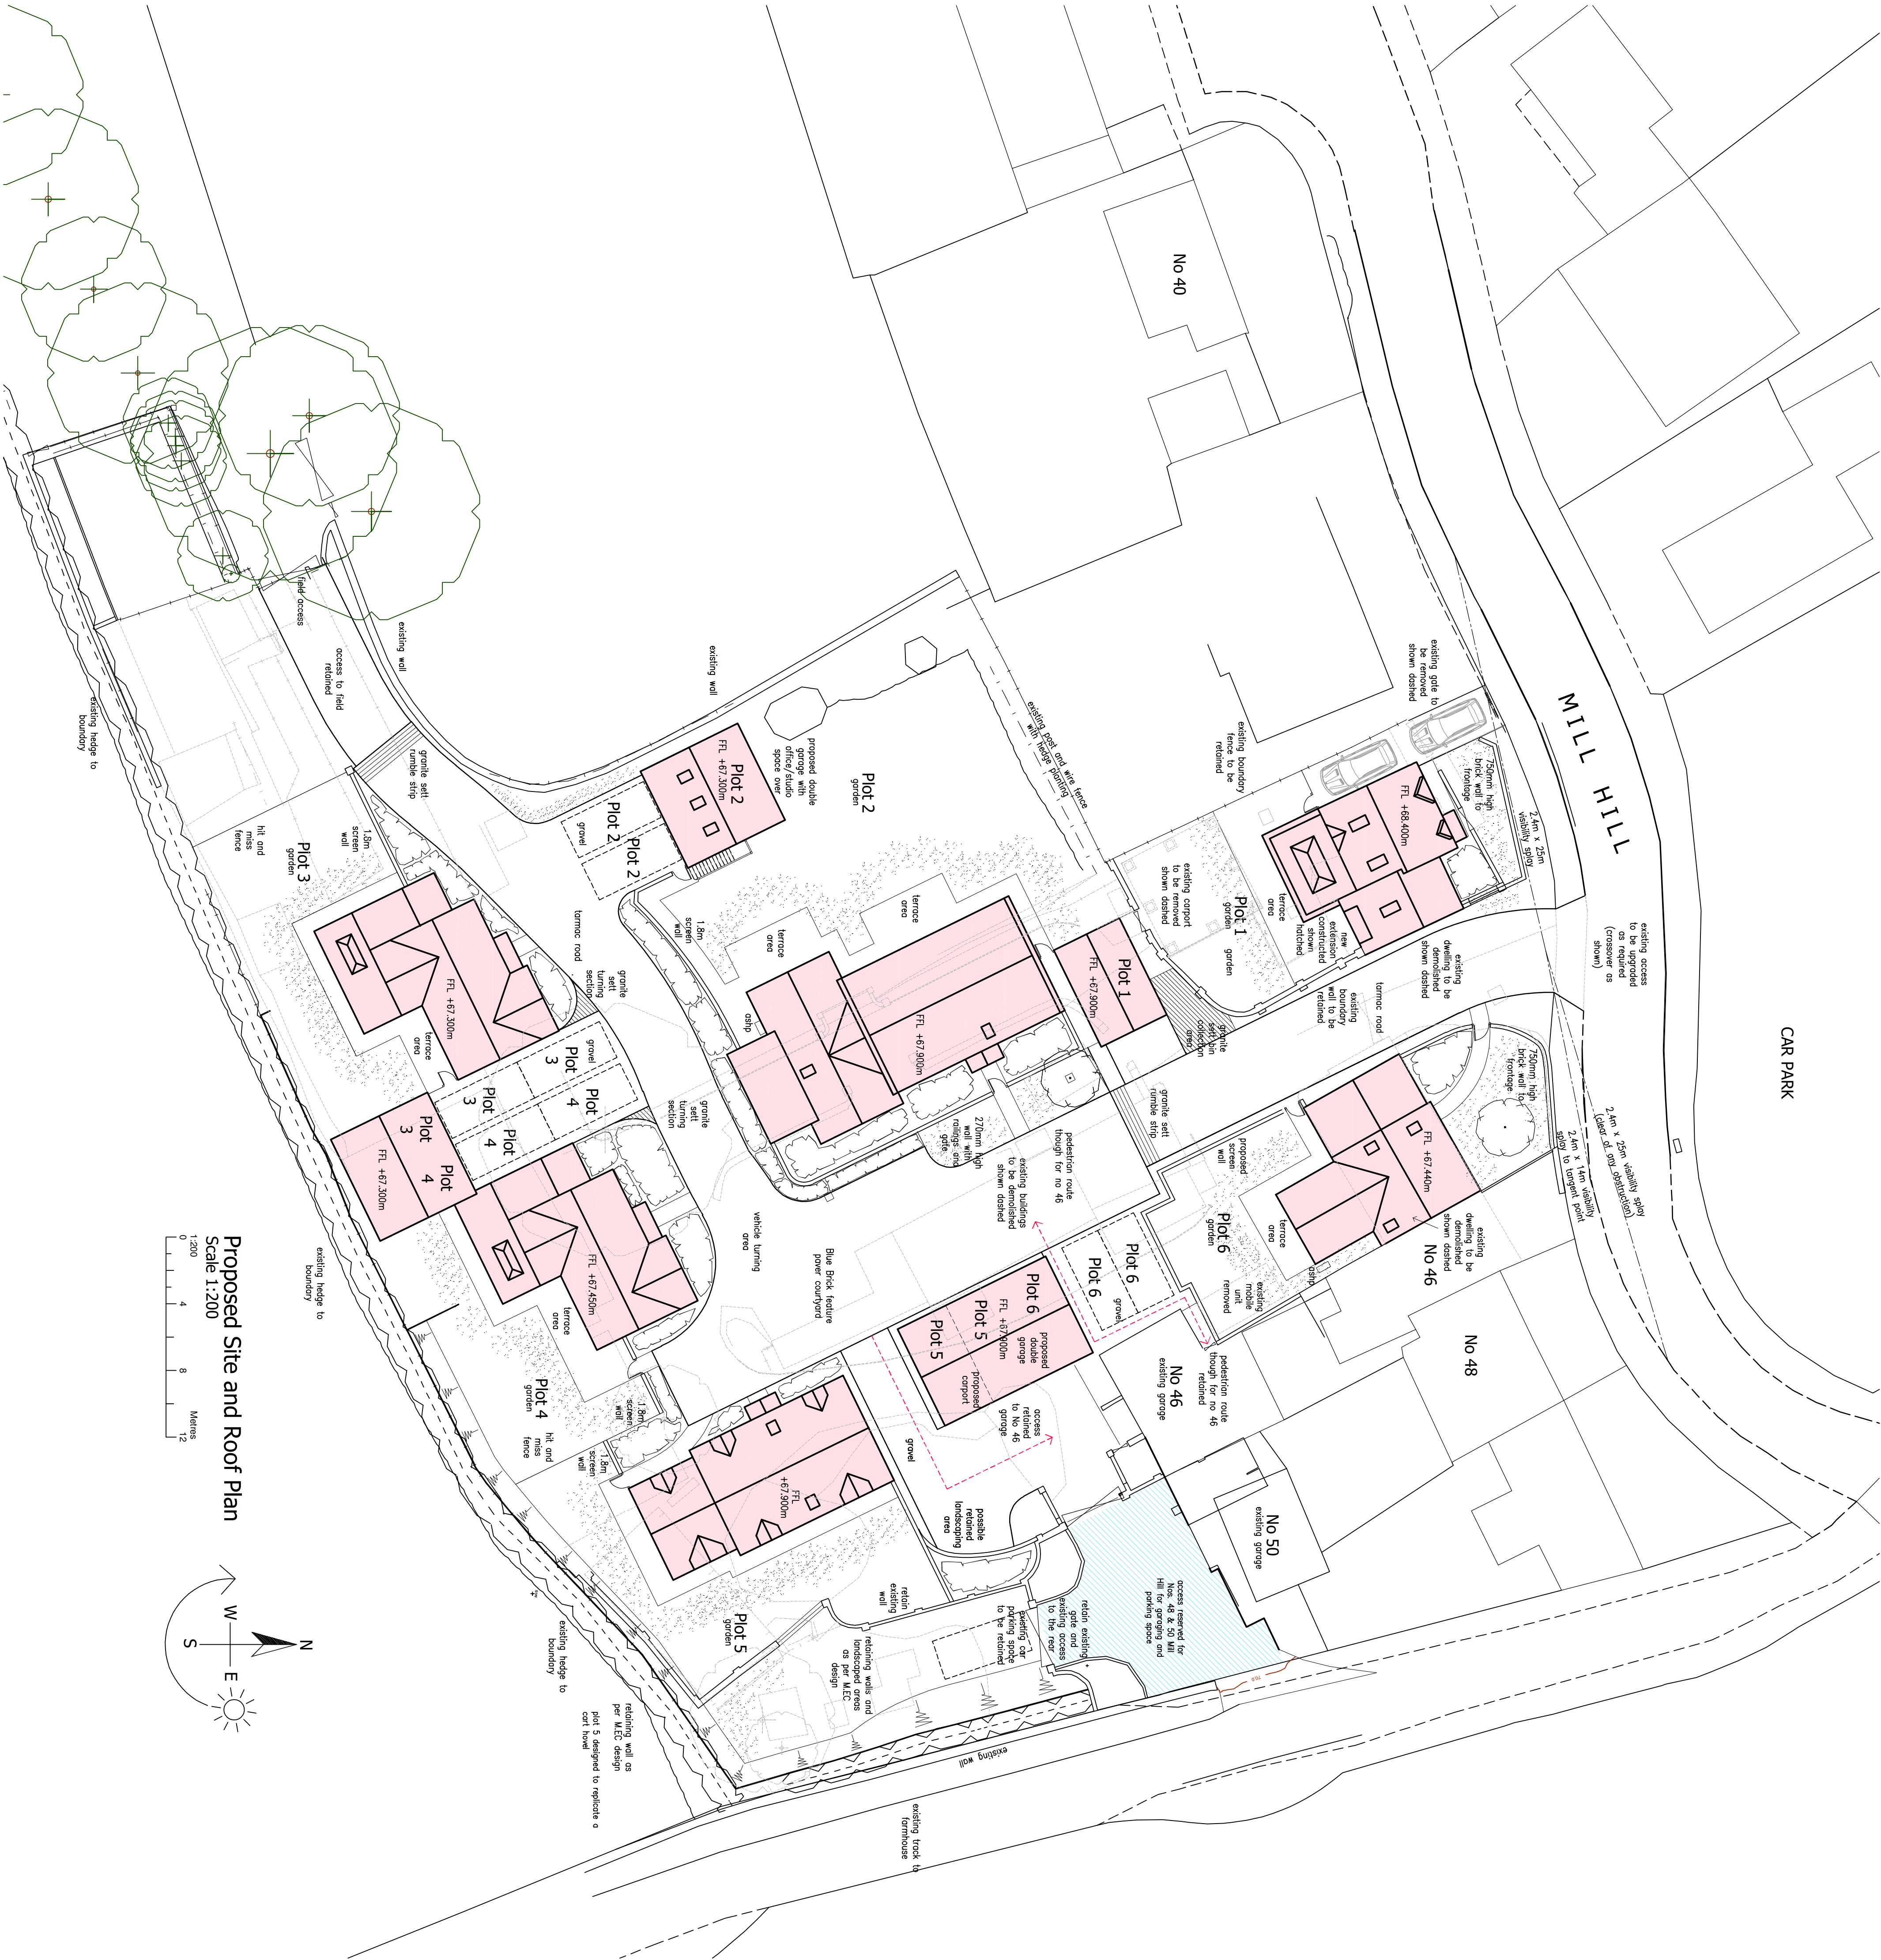 MILL HILL
CAR PARK
No 40
existing gate to
be removed
shown dashed
750mm high
brick wall to
frontage
2.4m x 25m
visibility splay
existing access
to be upgraded
as required
(crossover as
shown)
FFL +68.400m
existing boundary
fence to be
retained
new
extension
constructed
shown
hatched
terrace
area
existing
dwelling to be
demolished
shown dashed
tarmac road
existing
boundary
wall to be
retained
Plot 1
garden
garden
existing carport
to be removed
shown dashed
granite
sett bin
collection
area
Plot 1
FFL +67.900m
existing post and wire fence
with hedge planting
2.4m x 25m visibility splay
(clear of any obstruction)
2.4m x 14m visibility
splay to tangent point
750mm high
brick wall to
frontage
FFL +67.440m
existing
dwelling to be
demolished
shown dashed
No 46
No 48
proposed
screen
wall
terrace
area
Plot 6
garden
ashp
existing
mobile
unit
removed
granite sett
rumble strip
pedestrian route
though for no 46
existing buildings
to be demolished
shown dashed
270mm high
wall with
railings and
gate
Plot 6
Plot 6
gravel
pedestrian route
though for no 46
retained
No 46
existing garage
No 50
existing garage
Plot 6
Plot 5
FFL +67.900m
Plot 5
proposed
double
garage
proposed
carport
access
retained
to No 46
garage
gravel
possible
retained
landscaping
area
access reserved for
Nos. 48 & 50 Mill
Hill for garaging and
parking space
retain existing
gate and
existing access
to the rear
existing car
parking space
to be retained
retain
existing
wall
retaining walls and
landscaped areas
as per M.EC
design
existing wall
existing track to
farmhouse
Plot 2
garden
existing wall
proposed double
garage with
office/studio
space over
Plot 2
FFL +67.300m
Plot 2
Plot 2
gravel
1.8m
screen
wall
terrace
area
terrace
area
FFL +67.900m
ashp
Blue Brick feature
paver courtyard
vehicle turning
area
existing wall
field access
access to field
retained
granite sett
rumble strip
tarmac road
granite
sett
turning
section
granite
sett
turning
section
1.8m
screen
wall
Plot 3
garden
hit and
miss
fence
FFL +67.300m
terrace
area
Plot
3
gravel
Plot
4
Plot
3
Plot
4
Plot
3
Plot
4
FFL +67.300m
FFL +67.450m
terrace
area
Plot 4
garden
hit and
miss
fence
1.8m
screen
wall
1.8m
screen
wall
FFL
+67.900m
Plot 5
garden
existing hedge to
boundary
existing hedge to
boundary
existing hedge to
boundary
retaining wall as
per M.EC design
plot 5 designed to replicate a
cart hovel
Proposed Site and Roof Plan
Scale 1:200
1:200
0 4 8 12
Metres
N
W
E
S